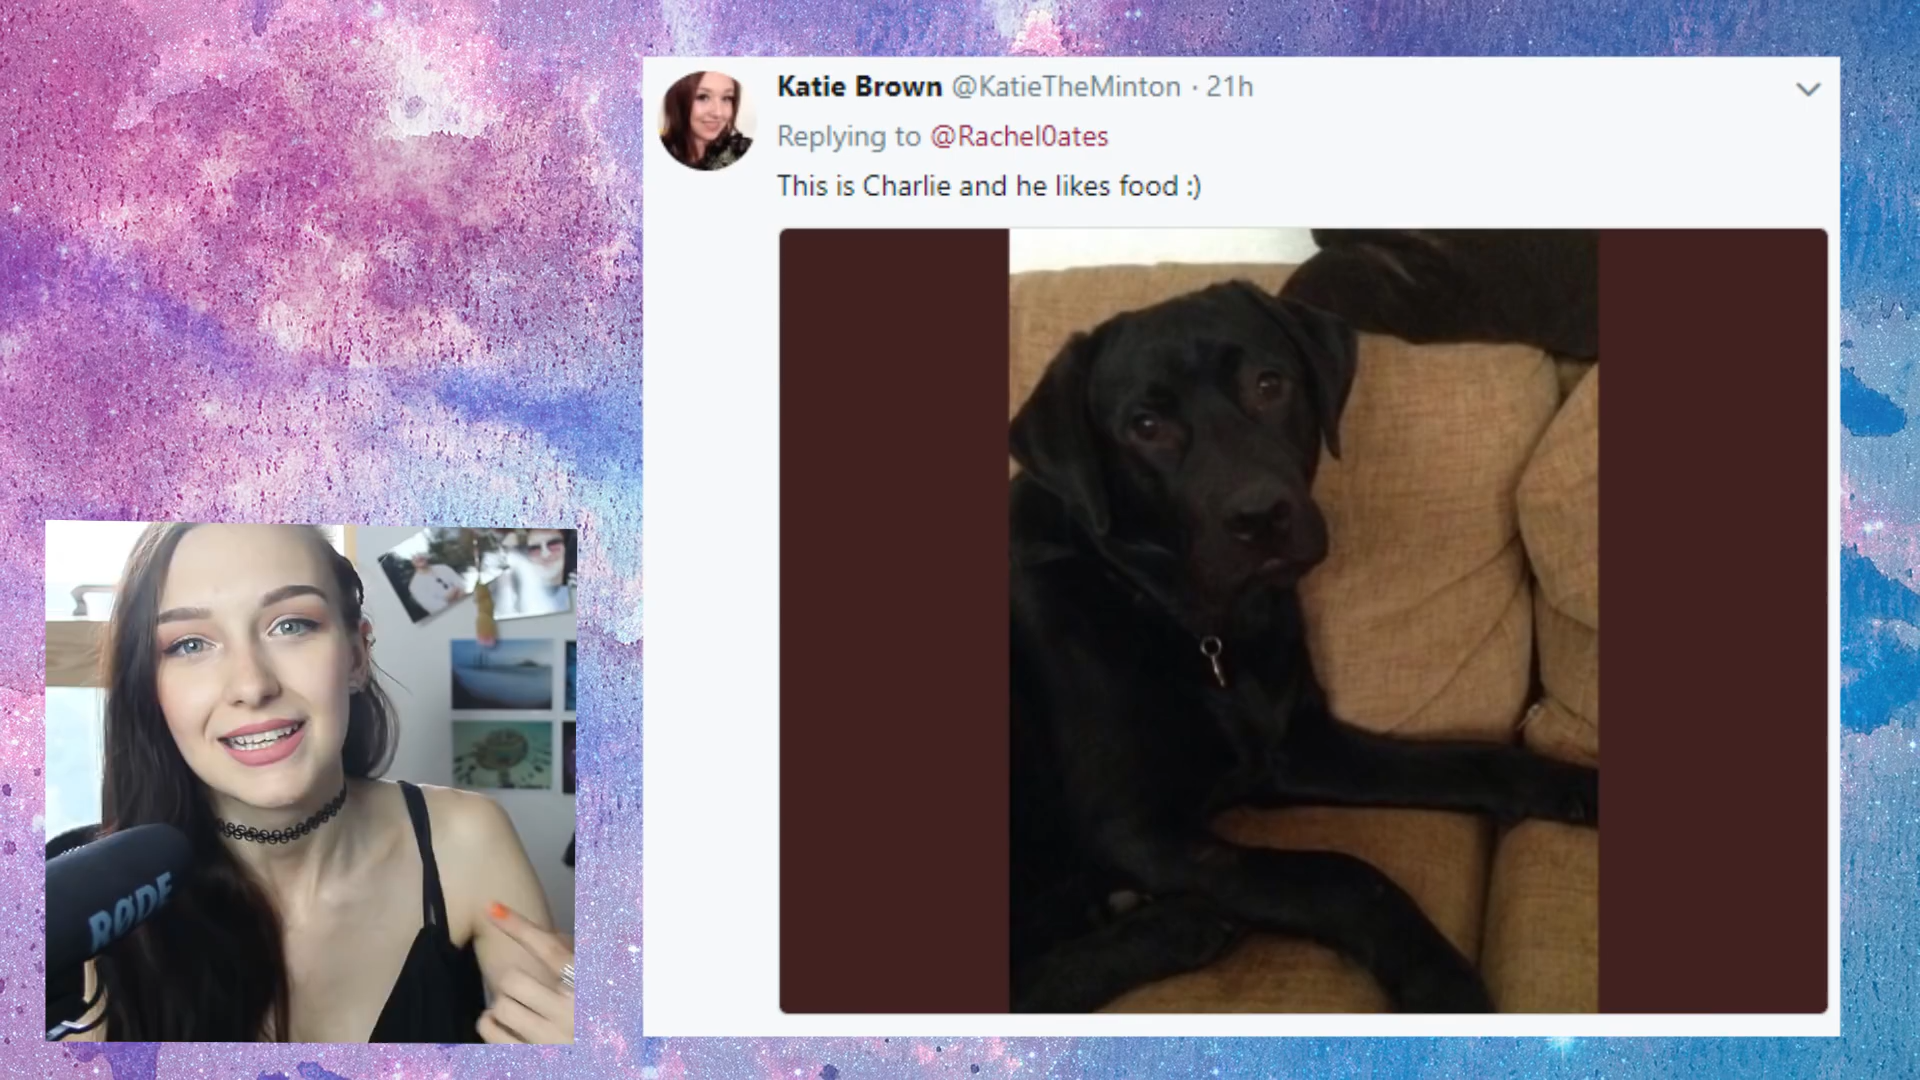 Katie Brown @KatieTheMinton · 21h
Replying to @Rachel0ates
This is Charlie and he likes food :)
RØDE